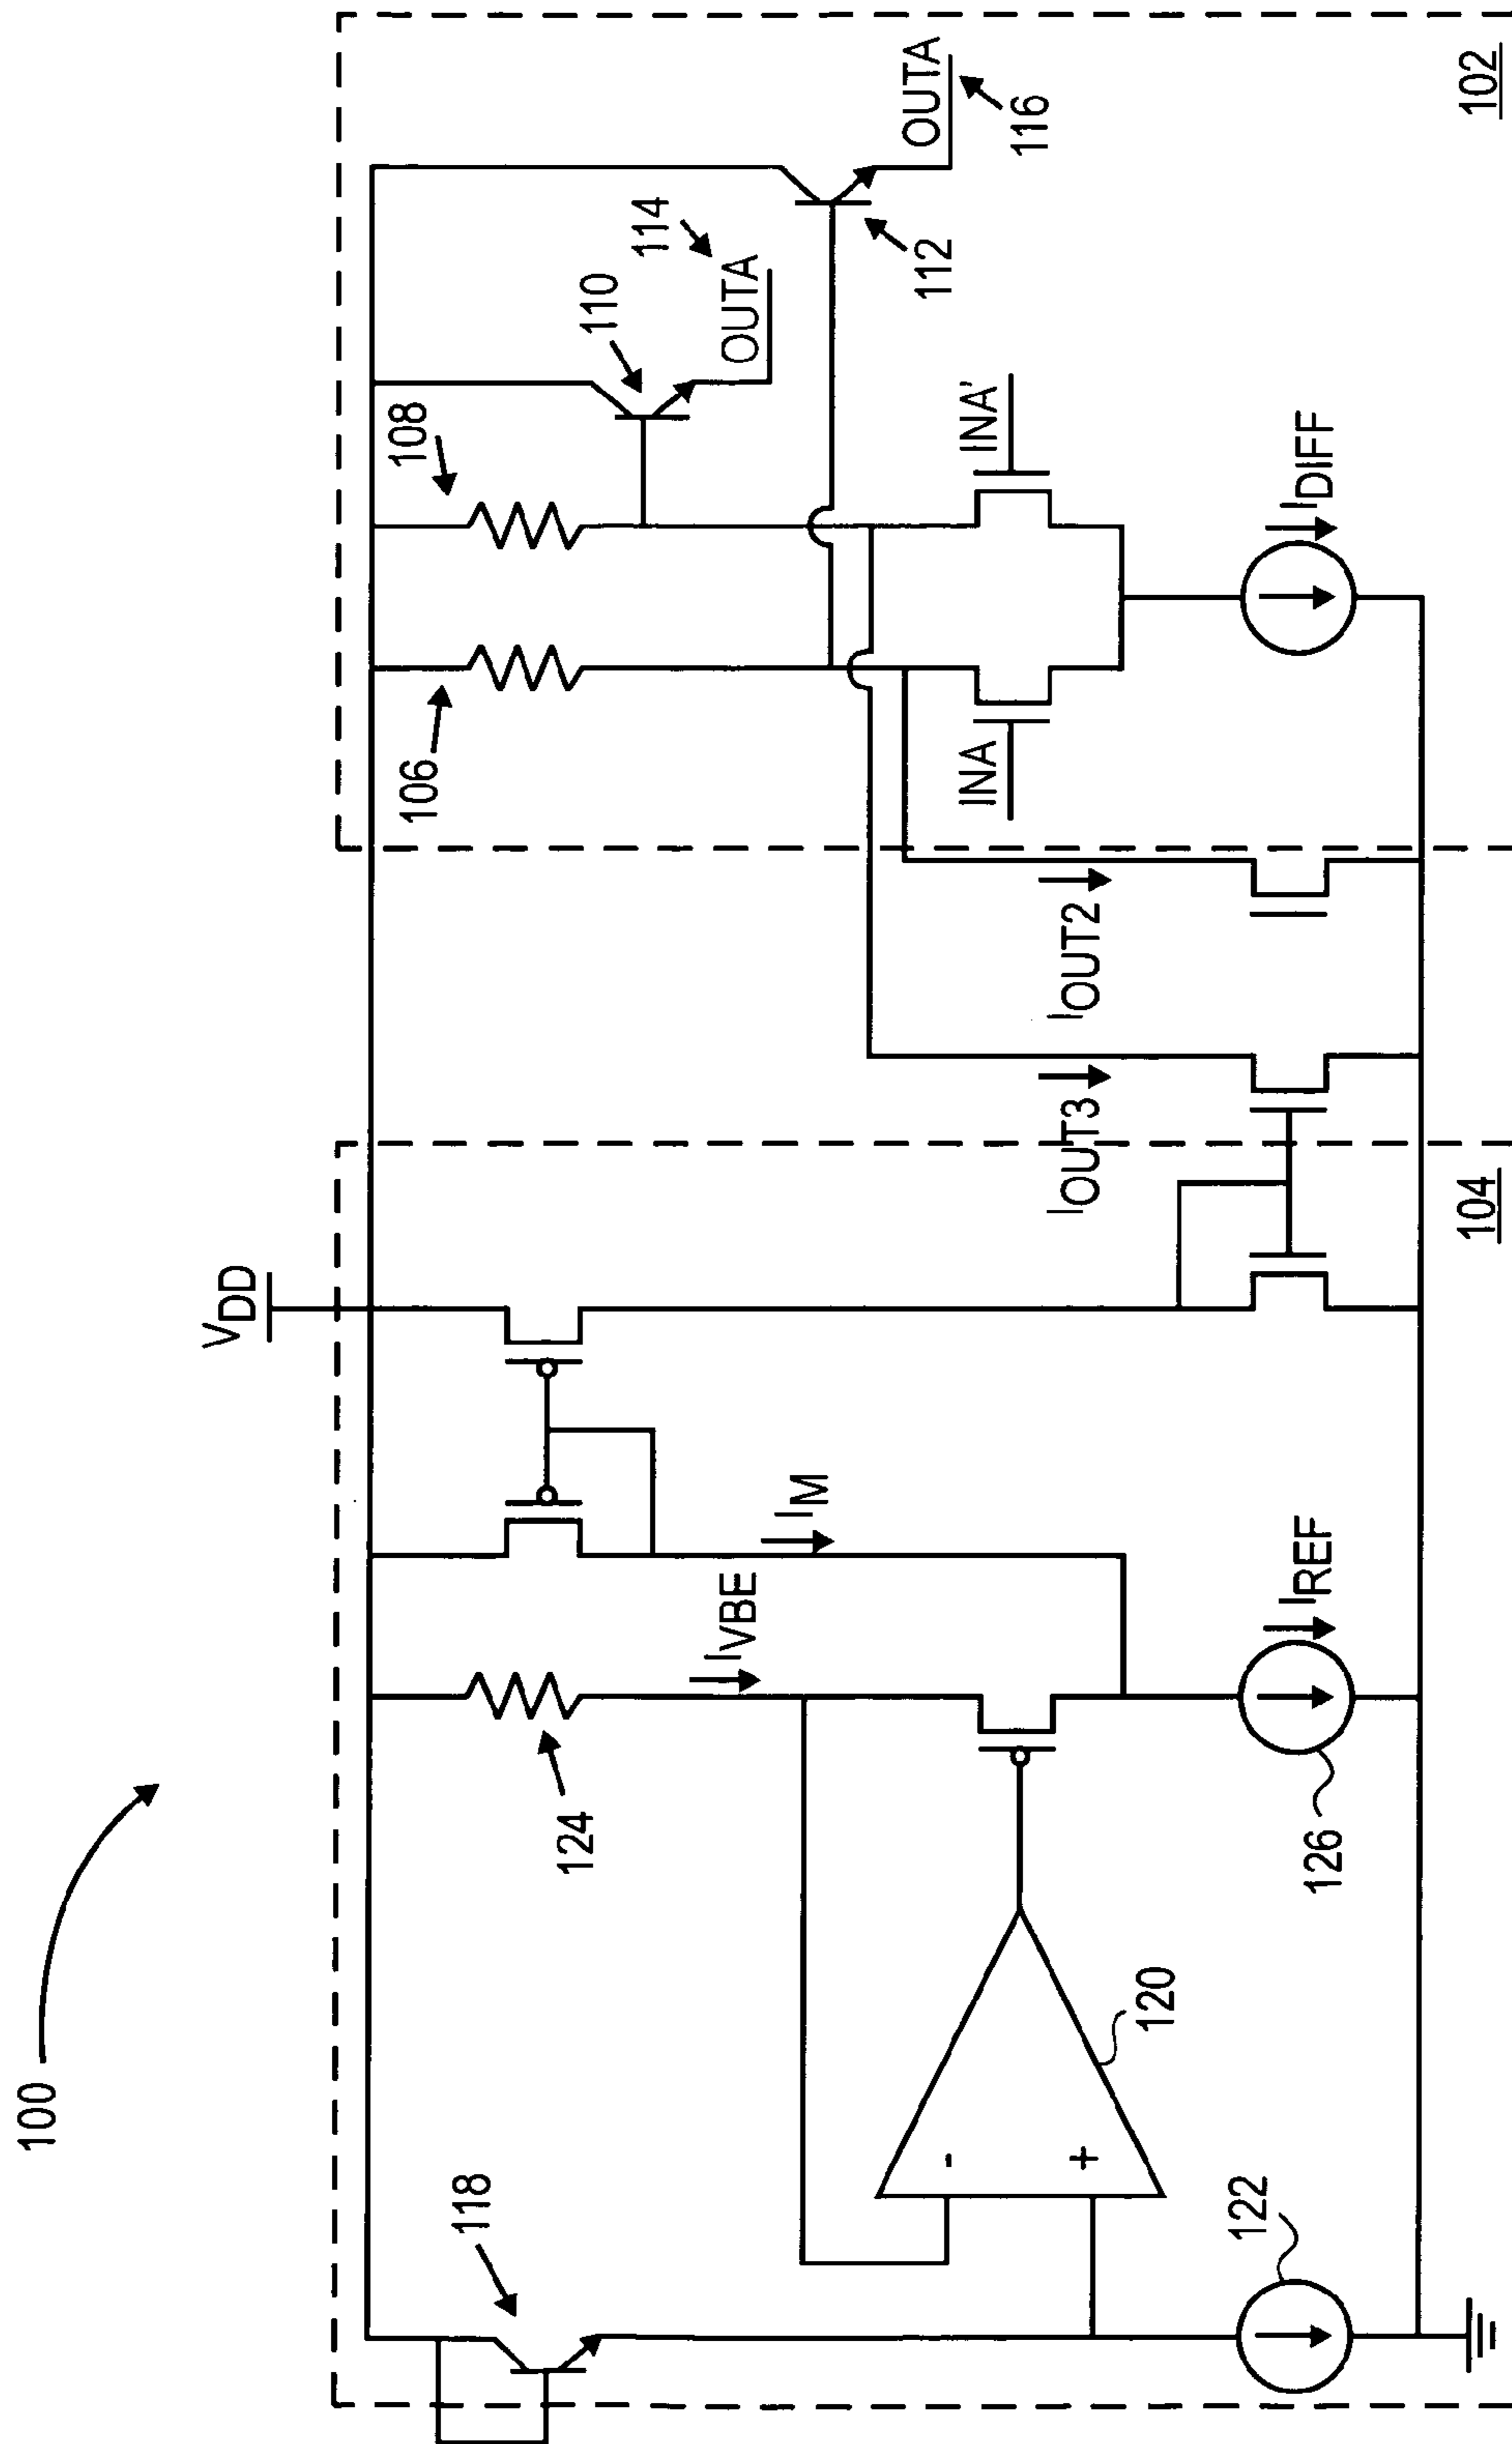 100
V_DD
118
124
106
108
110
OUTA
114
OUTA
116
112
I_VBE
I_M
120
-
+
I_OUT3
I_OUT2
INA
INA'
122
126
I_REF
I_DIFF
104
102